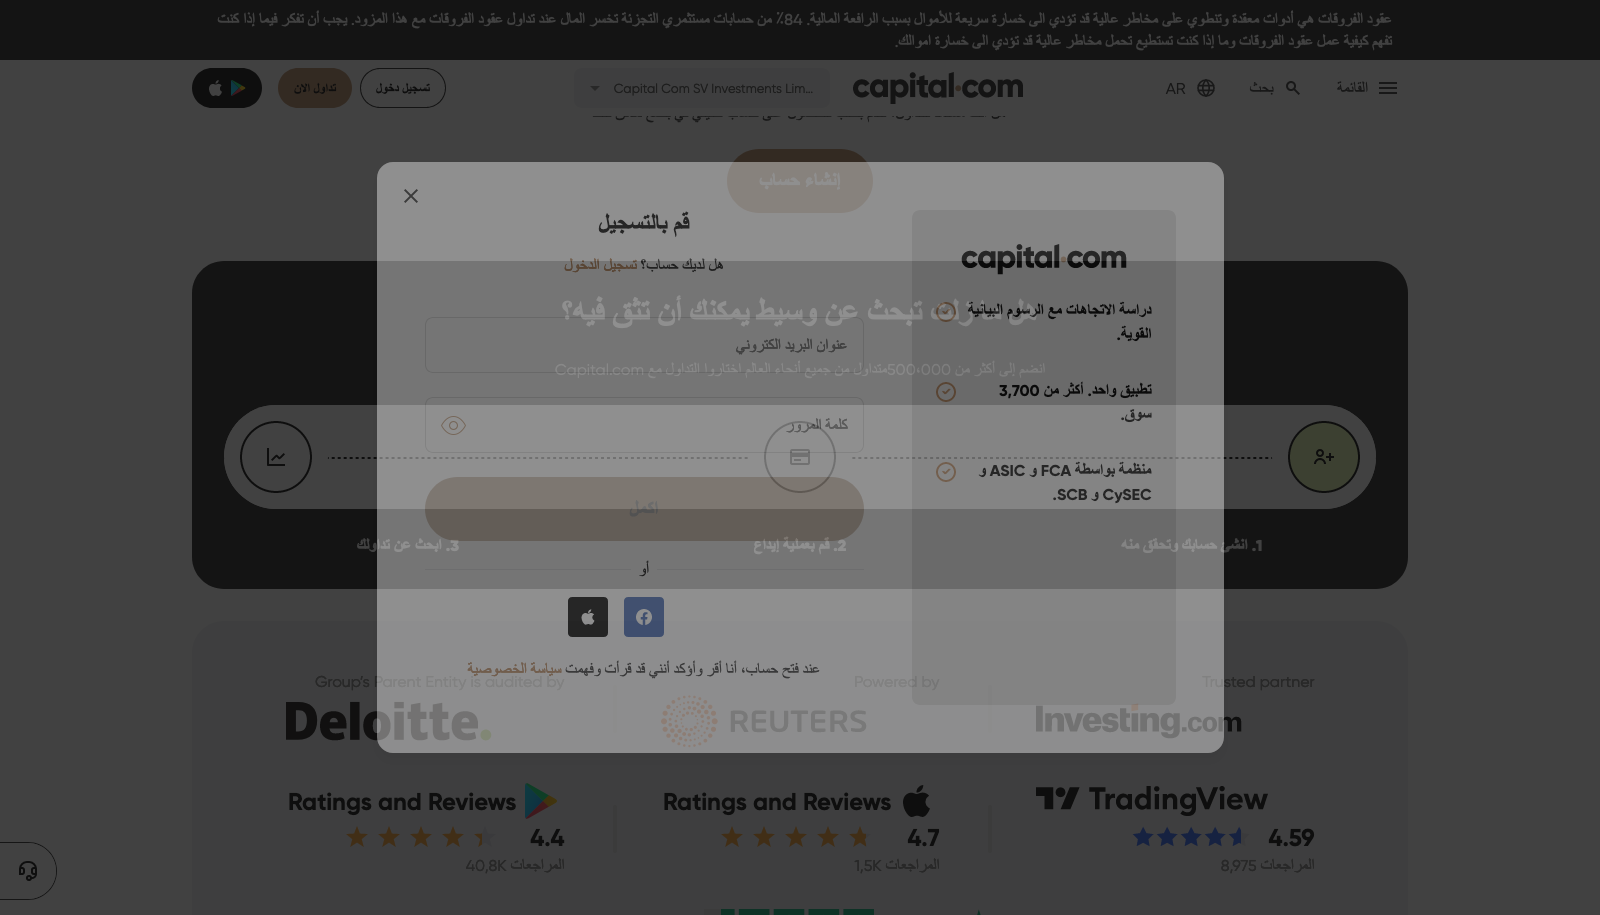 عقود الفروقات هي أدوات معقدة وتنطوي على مخاطر عالية قد تؤدي الى خسارة سريعة للأموال بسبب الرافعة المالية. 84٪ من حسابات مستثمري التجزئة تخسر المال عند تداول عقود الفروقات مع هذا المزود. يجب أن تفكر فيما إذا كنت
تفهم كيفية عمل عقود الفروقات وما إذا كنت تستطيع تحمل مخاطر عالية قد تؤدي الى خسارة اموالك.
القائمة
بحث
AR
capital.com
Capital Com SV Investments Lim...
تسجيل دخول
تداول الآن
إنشاء حساب
قم بالتسجيل
هل لديك حساب؟ تسجيل الدخول
عنوان البريد الكتروني
كلمة المرور
اكمل
أو
عند فتح حساب، أنا أقر وأؤكد أنني قد قرأت وفهمت سياسة الخصوصية
capital.com
دراسة الاتجاهات مع الرسوم البيانية
القوية.
تطبيق واحد. أكثر من 3,700
سوق.
منظمة بواسطة FCA و ASIC و
CySEC و SCB.
هل ما زلت تبحث عن وسيط يمكنك أن تثق فيه؟
انضم إلى أكثر من 500،000متداول من جميع أنحاء العالم اختاروا التداول مع Capital.com
1. انشئ حسابك وتحقق منه
2. قم بعملية إيداع
3. ابحث عن تداولك
Trusted partner
Investing.com
Powered by
REUTERS
Group's Parent Entity is audited by
Deloitte.
TradingView
4.59
8,975 المراجعات
Ratings and Reviews
4.7
1,5K المراجعات
Ratings and Reviews
4.4
40,8K المراجعات